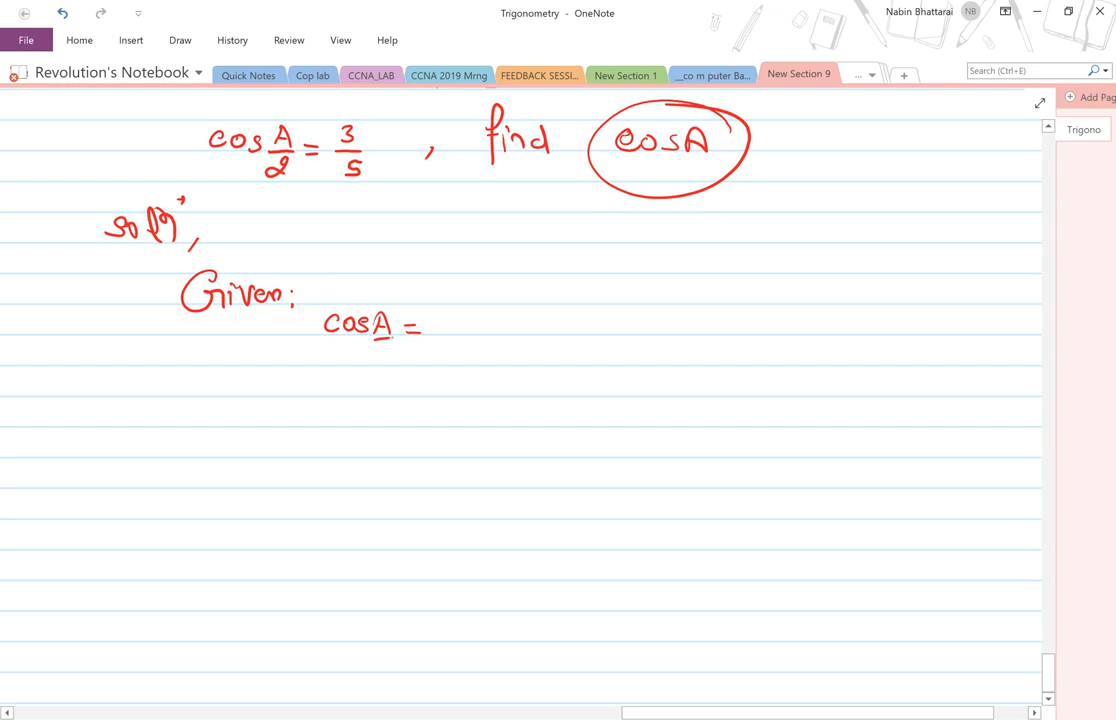 Trigonometry - OneNote
Nabin Bhattarai NB
File Home Insert Draw History Review View Help
Revolution's Notebook Quick Notes Cop lab CCNA_LAB CCNA 2019 Mrng FEEDBACK SESSI... New Section 1 __co m puter Ba... New Section 9 ... + Search (Ctrl+E)
Add Pag
Trigono
cos A/2 = 3/5 , find cosA
solⁿ,
Given:
cosA =